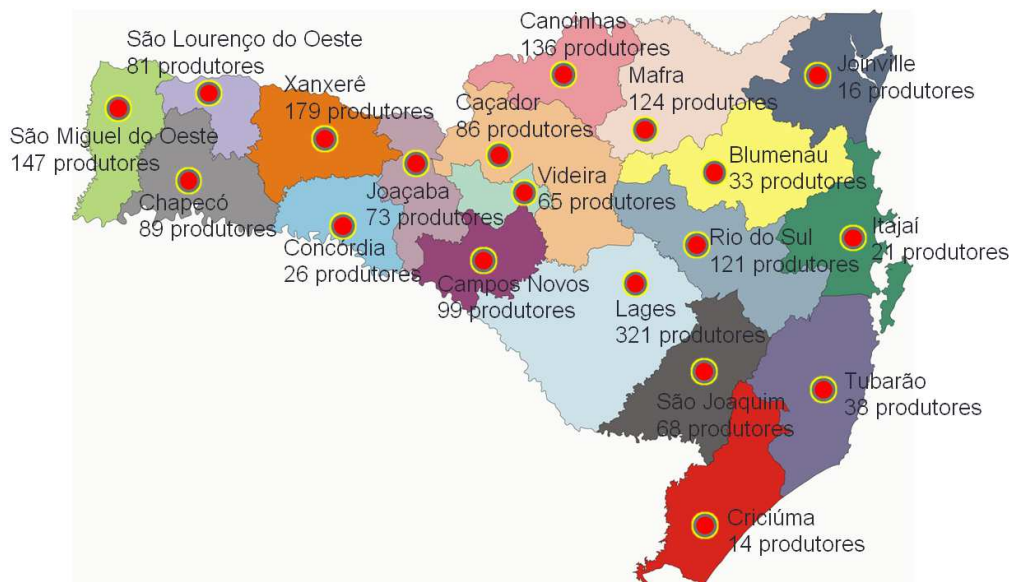 Canoinhas
136 produtores
São Lourenço do Oeste
81 produtores
Xanxerê
179 produtores
Caçador
86 produtores
Mafra
124 produtores
Joinville
16 produtores
São Miguel do Oeste
147 produtores
Chapecó
89 produtores
Joaçaba
73 produtores
Videira
65 produtores
Blumenau
33 produtores
Concórdia
26 produtores
Campos Novos
99 produtores
Rio do Sul
121 produtores
Itajaí
21 produtores
Lages
321 produtores
São Joaquim
68 produtores
Tubarão
38 produtores
Criciúma
14 produtores